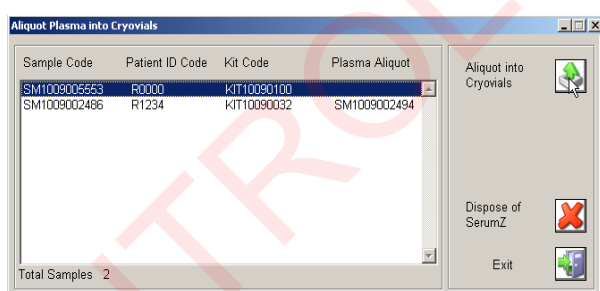 Aliquot Plasma into Cryovials
Sample Code Patient ID Code Kit Code Plasma Aliquot
SM1009005553 R0000 KIT10090100
SM1009002486 R1234 KIT10090032 SM1009002494
Total Samples 2
Aliquot into
Cryovials
Dispose of
SerumZ
Exit